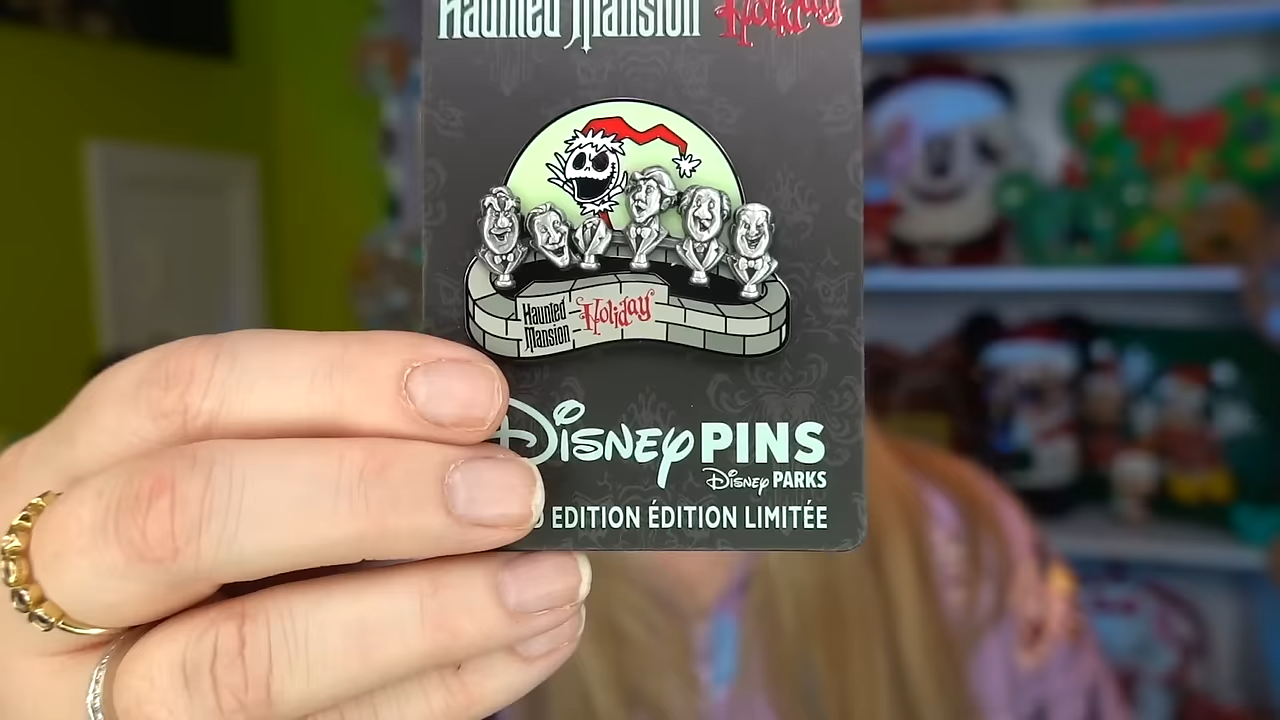 Haunted Mansion Holiday
Haunted
Mansion
Holiday
Disney PINS
Disney PARKS
EDITION ÉDITION LIMITÉE